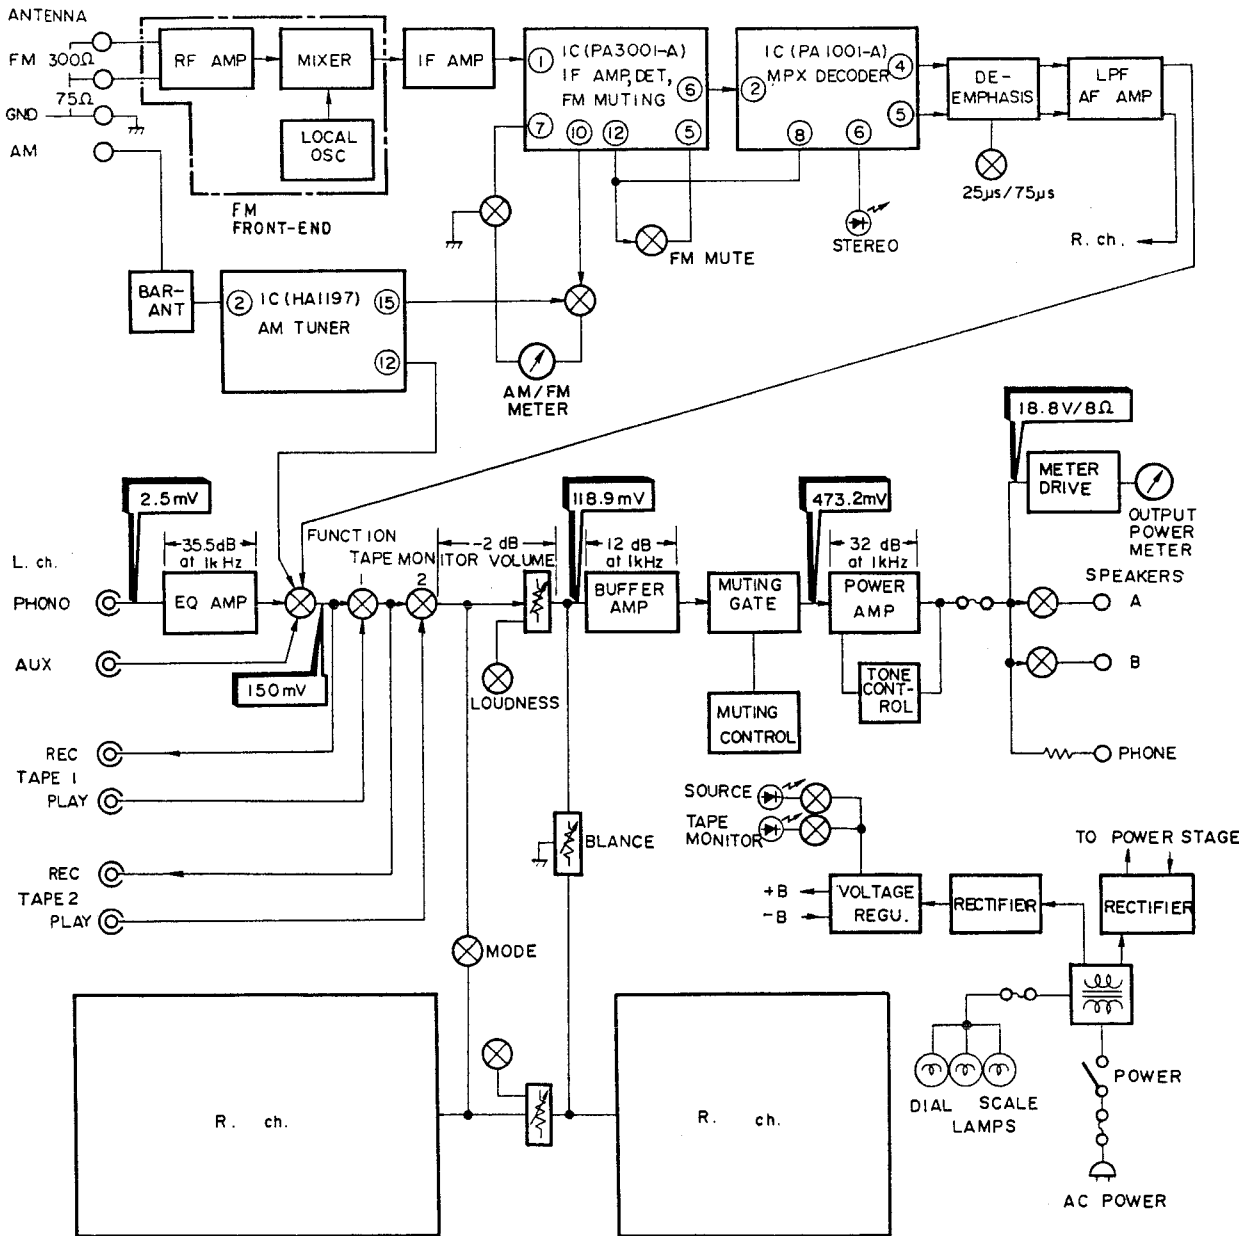 ANTENNA
FM 300Ω
75Ω
GND
AM
RF AMP
MIXER
LOCAL
OSC
FM
FRONT-END
IF AMP
1
IC (PA3001-A)
IF AMP, DET,
FM MUTING
6
7
10
12
5
2
IC (PA1001-A)
MPX DECODER
4
5
8
6
DE-
EMPHASIS
LPF
AF AMP
25μs/75μs
R. ch.
STEREO
FM MUTE
BAR-
ANT
2
IC (HA1197)
AM TUNER
15
12
AM/FM
METER
18.8V/8Ω
METER
DRIVE
OUTPUT
POWER
METER
2.5mV
118.9mV
473.2mV
35.5dB
at 1kHz
FUNCTION
TAPE MONITOR
1
2
-2 dB
VOLUME
12 dB
at 1kHz
32 dB
at 1kHz
L. ch.
PHONO
EQ AMP
BUFFER
AMP
MUTING
GATE
POWER
AMP
SPEAKERS
A
B
AUX
150mV
LOUDNESS
MUTING
CONTROL
TONE
CONT-
ROL
PHONE
REC
TAPE 1
PLAY
REC
TAPE 2
PLAY
BLANCE
SOURCE
TAPE
MONITOR
TO POWER STAGE
+B
-B
VOLTAGE
REGU.
RECTIFIER
RECTIFIER
MODE
R. ch.
R. ch.
DIAL SCALE
LAMPS
POWER
AC POWER